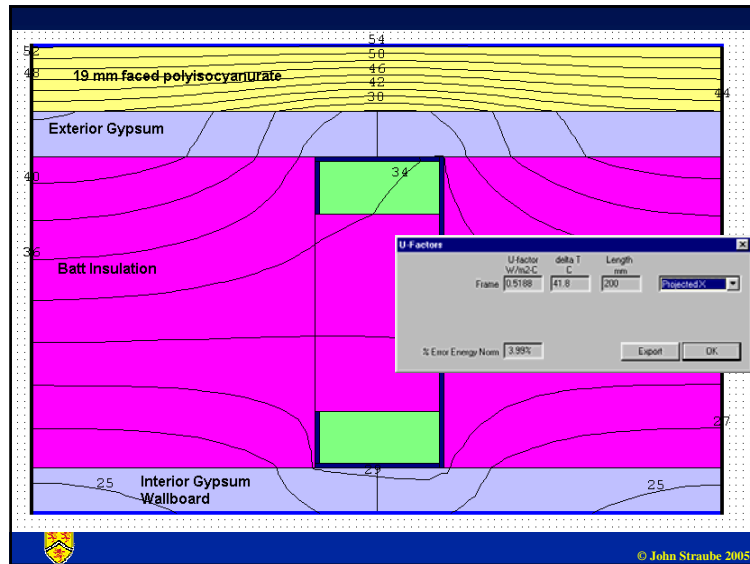 54
52
50
48
19 mm faced polyisocyanurate
46
42
38
44
Exterior Gypsum
34
40
36
Batt Insulation
U-Factors
U-factor
W/m2-C
delta T
C
Length
mm
Frame
0.5188
41.8
200
Projected X
% Error Energy Norm
3.99%
Export
OK
27
29
25
Interior Gypsum
Wallboard
25
© John Straube 2005